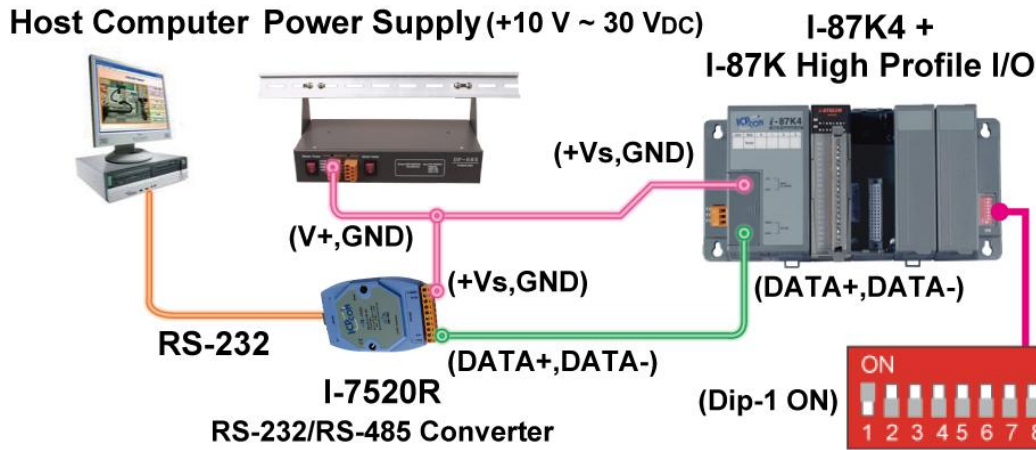 Host Computer Power Supply (+10 V ~ 30 VDC)
I-87K4 +
I-87K High Profile I/O
(+Vs,GND)
(V+,GND)
(+Vs,GND)
(DATA+,DATA-)
RS-232
(DATA+,DATA-)
I-7520R
RS-232/RS-485 Converter
(Dip-1 ON)
ON
1 2 3 4 5 6 7 8
i-87K4